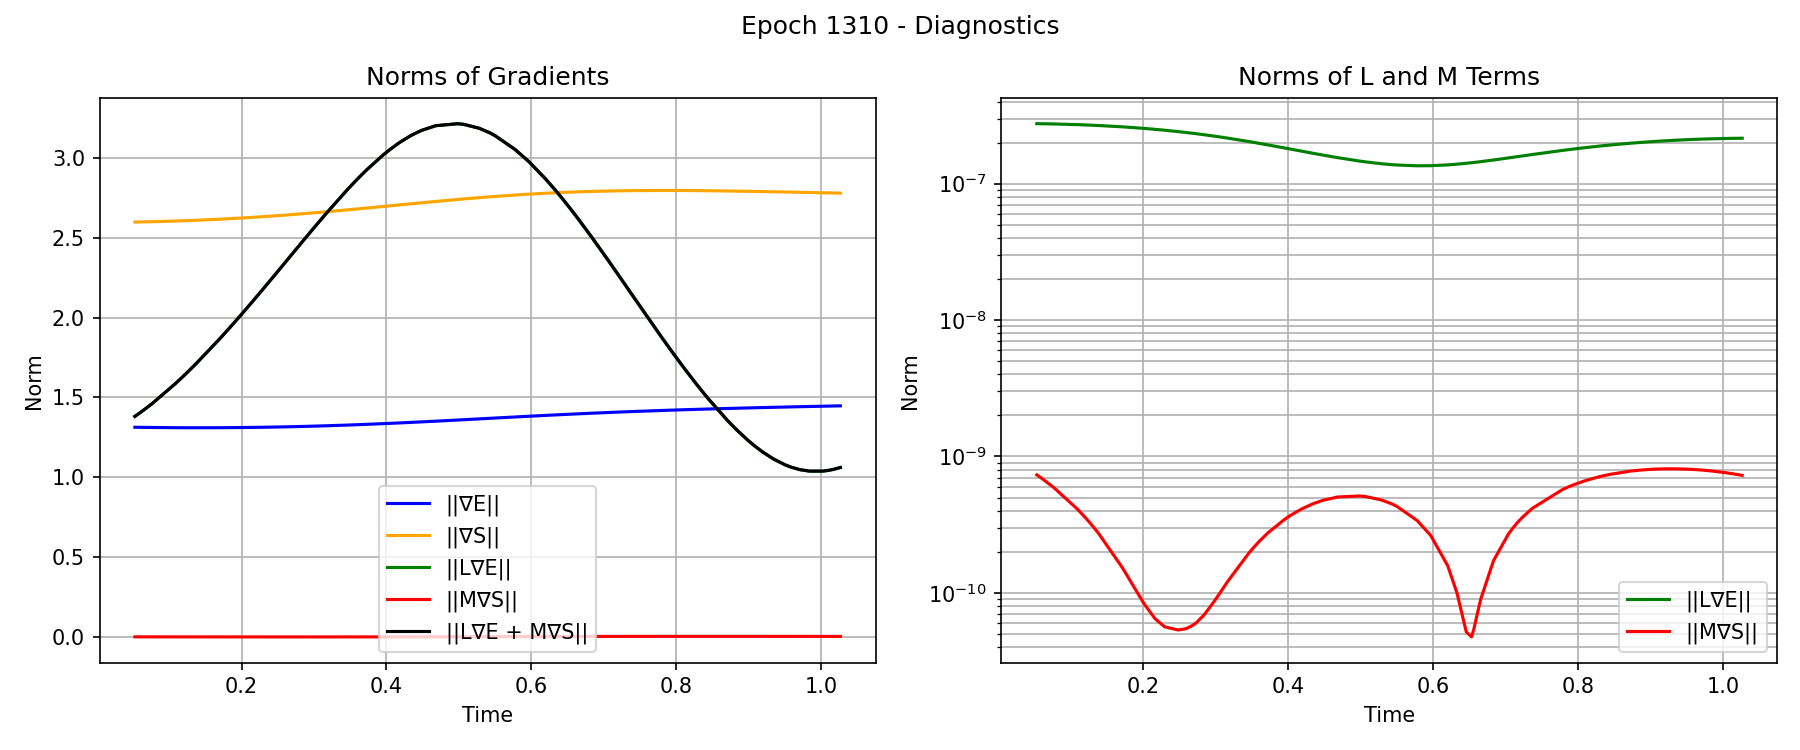 Epoch 1310 - Diagnostics
Norms of Gradients
3.0
2.5
2.0
1.5
1.0
0.5
0.0
Norm
||∇E||
||∇S||
||L∇E||
||M∇S||
||L∇E + M∇S||
0.2 0.4 0.6 0.8 1.0
Time
Norms of L and M Terms
10⁻⁷
10⁻⁸
10⁻⁹
10⁻¹⁰
Norm
||L∇E||
||M∇S||
0.2 0.4 0.6 0.8 1.0
Time